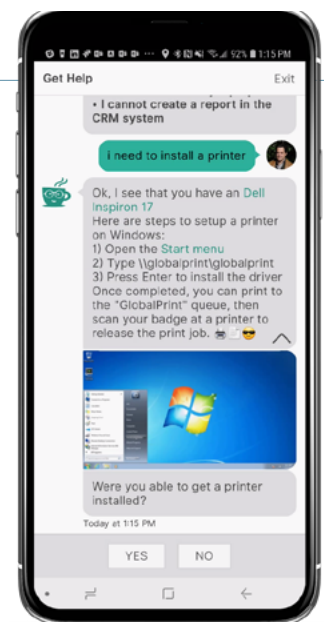 92% 1:15 PM
Get Help Exit
• I cannot create a report in the
CRM system
i need to install a printer
Ok, I see that you have an Dell
Inspiron 17
Here are steps to setup a printer
on Windows:
1) Open the Start menu
2) Type \\globalprint\globalprint
3) Press Enter to install the driver
Once completed, you can print to
the "GlobalPrint" queue, then
scan your badge at a printer to
release the print job.
Were you able to get a printer
installed?
Today at 1:15 PM
YES NO